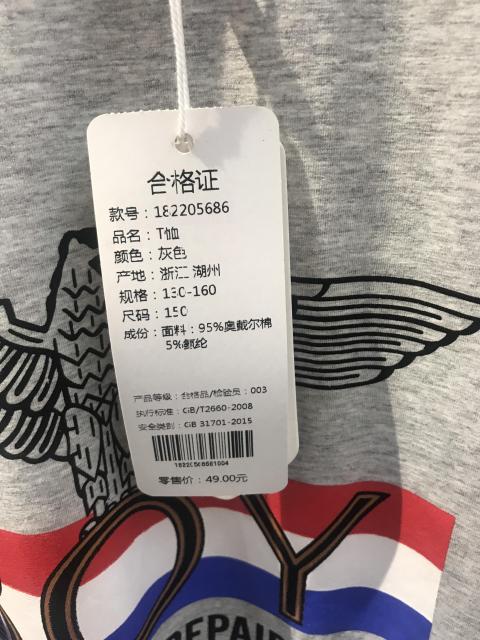 合格证
款号：182205686
品名：T恤
颜色：灰色
产地：浙江 湖州
规格：130-160
尺码：150
成份：面料：95%奥戴尔棉
5%氨纶
产品等级：合格品/检验员：003
执行标准：GB/T2660-2008
安全类别：GB 31701-2015
零售价：49.00元
OY
REPAIR